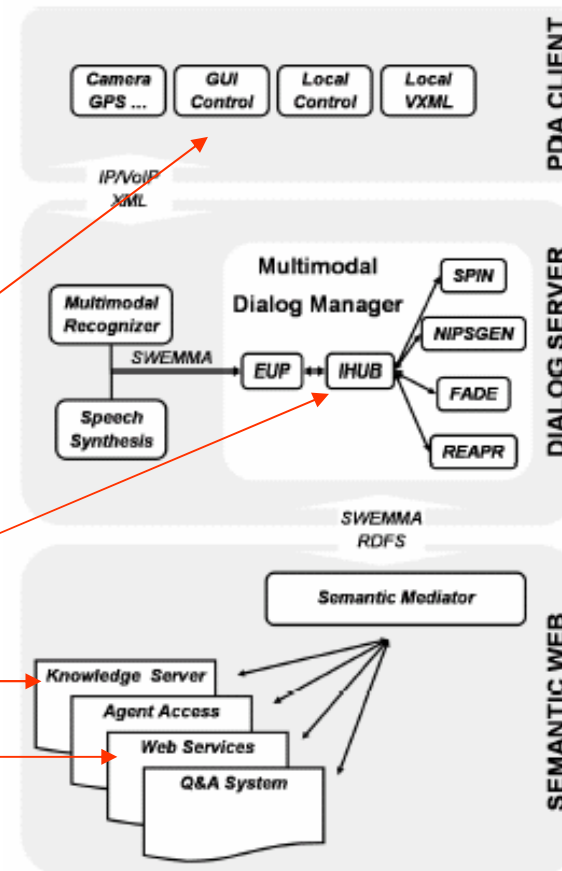 PDA CLIENT
Camera
GPS ...
GUI
Control
Local
Control
Local
VXML
IP/VoIP
XML
DIALOG SERVER
Multimodal
Dialog Manager
Multimodal
Recognizer
SWEMMA
Speech
Synthesis
EUP
IHUB
SPIN
NIPSGEN
FADE
REAPR
SWEMMA
RDFS
SEMANTIC WEB
Semantic Mediator
Knowledge Server
Agent Access
Web Services
Q&A System